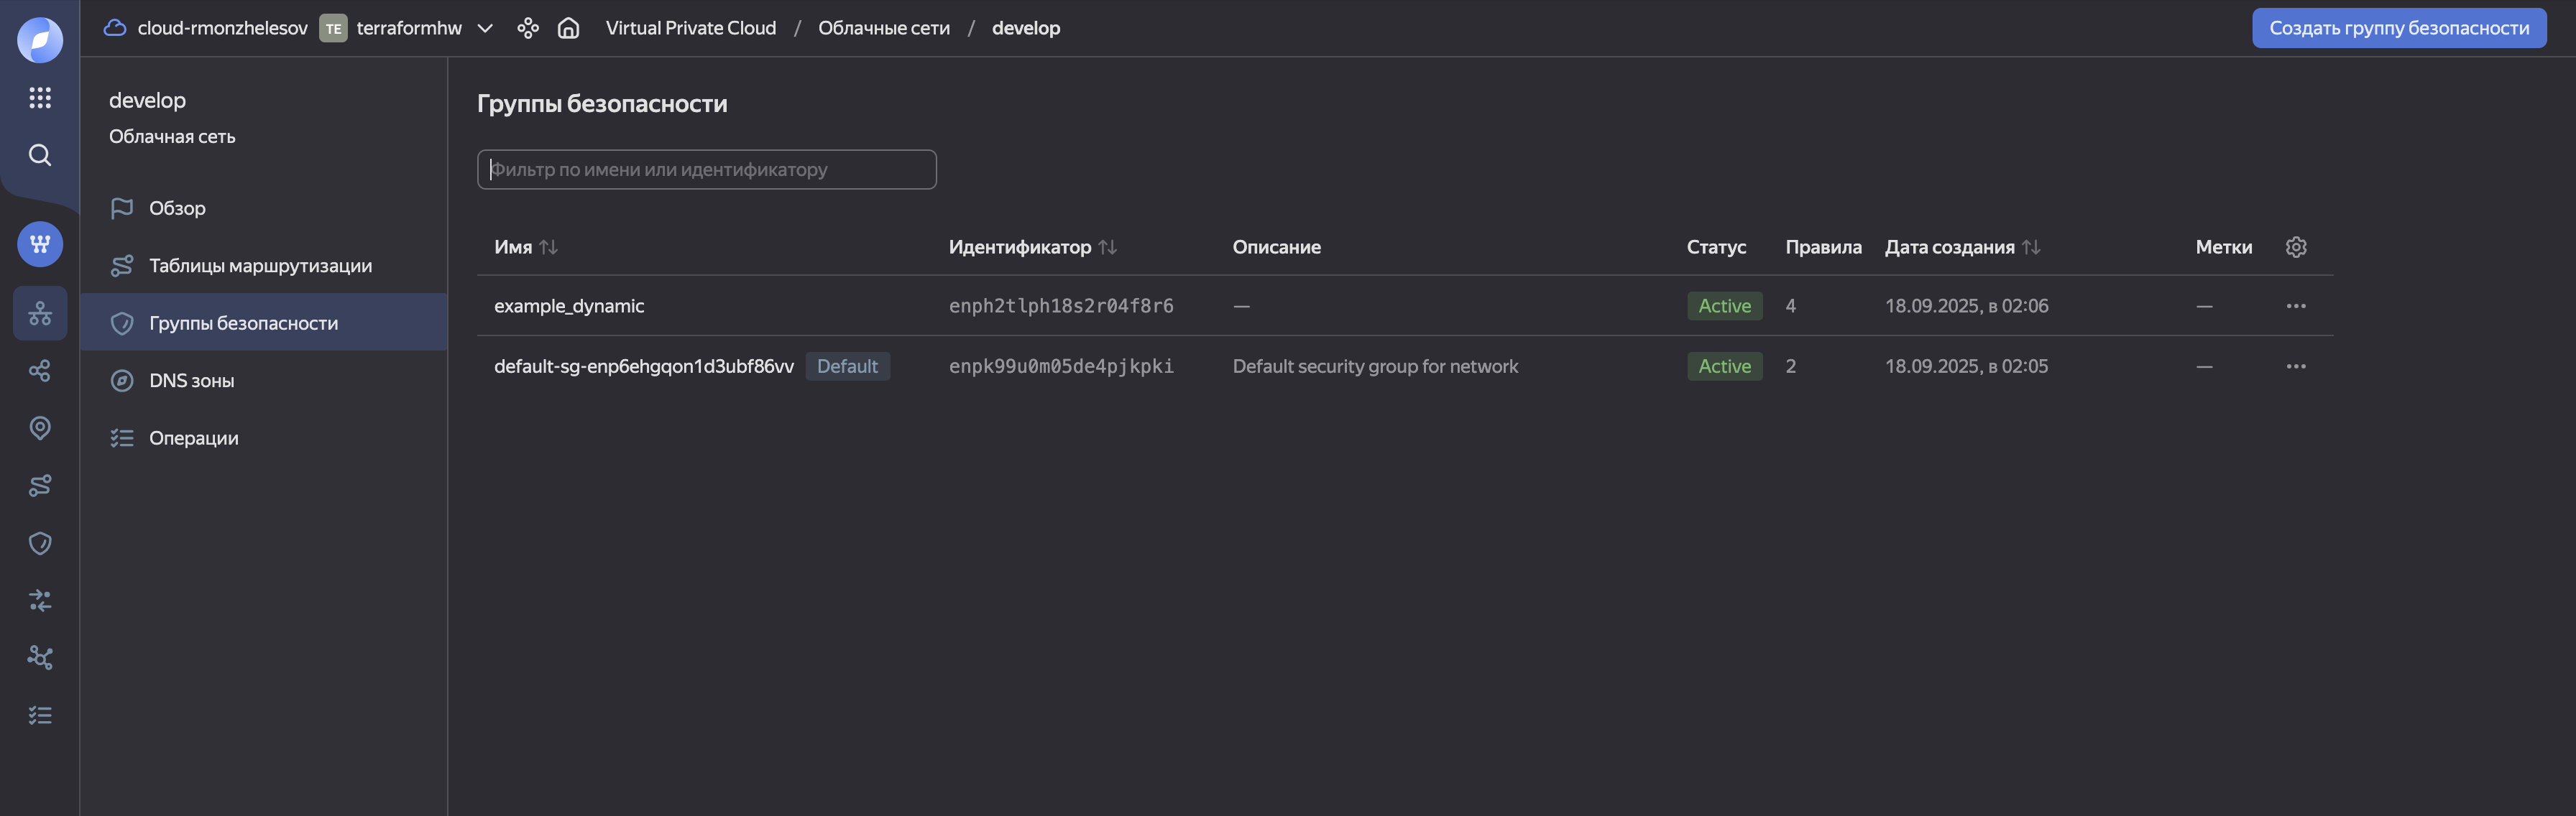 cloud-rmonzhelesov TE terraformhw Virtual Private Cloud / Облачные сети / develop Создать группу безопасности
develop
Облачная сеть
Обзор
Таблицы маршрутизации
Группы безопасности
DNS зоны
Операции
Группы безопасности
Фильтр по имени или идентификатору
Имя Идентификатор Описание Статус Правила Дата создания Метки
example_dynamic enph2tlph18s2r04f8r6 — Active 4 18.09.2025, в 02:06 —
default-sg-enp6ehgqon1d3ubf86vv Default enpk99u0m05de4pjkpki Default security group for network Active 2 18.09.2025, в 02:05 —